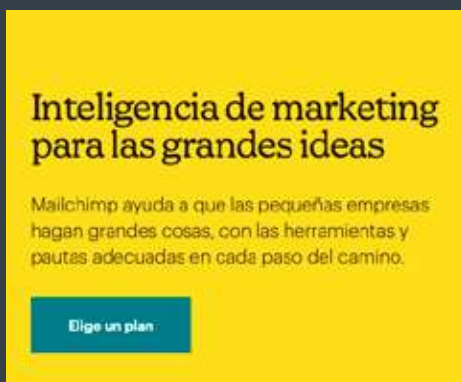 Inteligencia de marketing
para las grandes ideas
Mailchimp ayuda a que las pequeñas empresas
hagan grandes cosas, con las herramientas y
pautas adecuadas en cada paso del camino.
Elige un plan